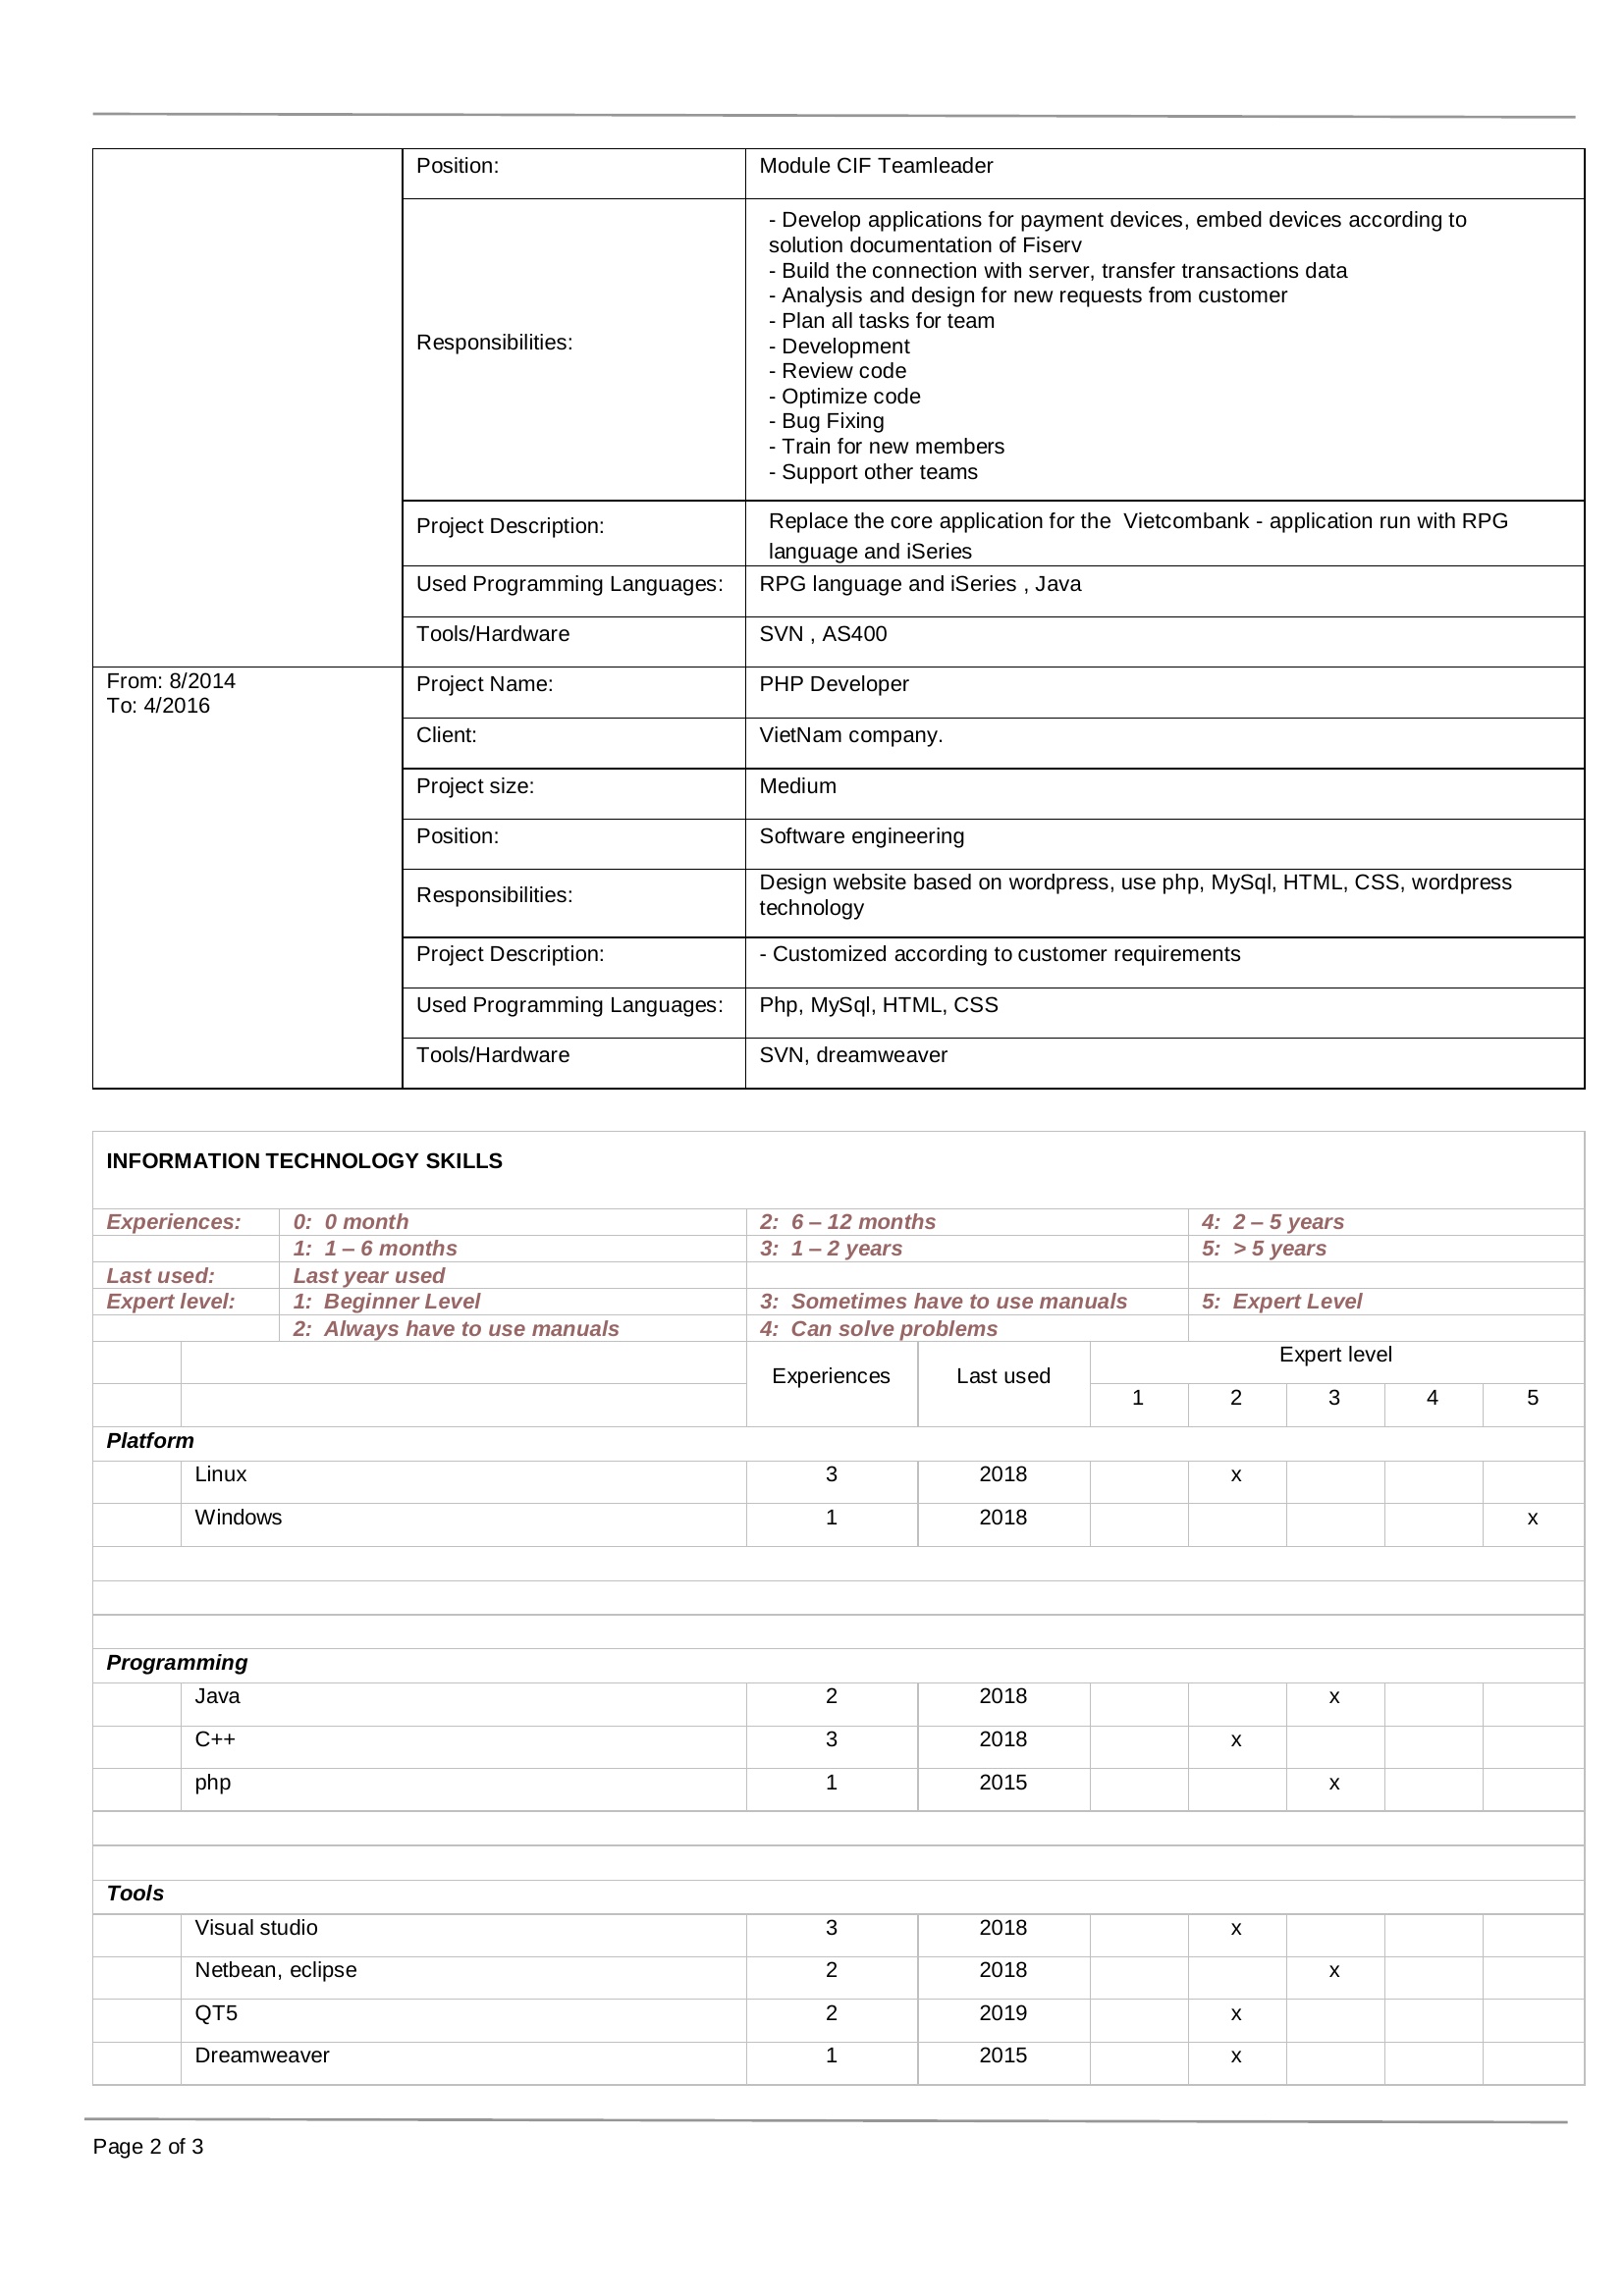 Position: Module CIF Teamleader
Responsibilities:
- Develop applications for payment devices, embed devices according to
solution documentation of Fiserv
- Build the connection with server, transfer transactions data
- Analysis and design for new requests from customer
- Plan all tasks for team
- Development
- Review code
- Optimize code
- Bug Fixing
- Train for new members
- Support other teams
Project Description:
Replace the core application for the  Vietcombank - application run with RPG
language and iSeries
Used Programming Languages: RPG language and iSeries , Java
Tools/Hardware SVN , AS400
From: 8/2014
To: 4/2016
Project Name: PHP Developer
Client: VietNam company.
Project size: Medium
Position: Software engineering
Responsibilities:
Design website based on wordpress, use php, MySql, HTML, CSS, wordpress
technology
Project Description: - Customized according to customer requirements
Used Programming Languages: Php, MySql, HTML, CSS
Tools/Hardware SVN, dreamweaver
INFORMATION TECHNOLOGY SKILLS
Experiences: 0:  0 month 2:  6 – 12 months 4:  2 – 5 years
1:  1 – 6 months 3:  1 – 2 years 5:  > 5 years
Last used: Last year used
Expert level: 1:  Beginner Level 3:  Sometimes have to use manuals 5:  Expert Level
2:  Always have to use manuals 4:  Can solve problems
Experiences Last used Expert level
1 2 3 4 5
Platform
Linux 3 2018 x
Windows 1 2018 x
Programming
Java 2 2018 x
C++ 3 2018 x
php 1 2015 x
Tools
Visual studio 3 2018 x
Netbean, eclipse 2 2018 x
QT5 2 2019 x
Dreamweaver 1 2015 x
Page 2 of 3